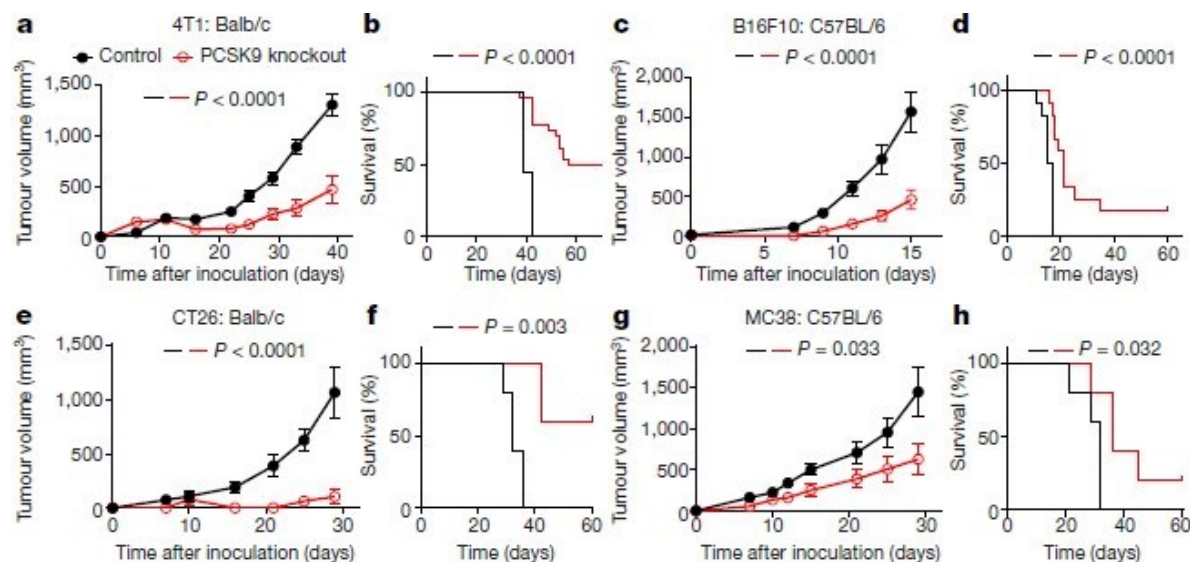 a
4T1: Balb/c
Control
PCSK9 knockout
Tumour volume (mm³)
1,500
1,000
500
0
P < 0.0001
0 10 20 30 40
Time after inoculation (days)
b
P < 0.0001
Survival (%)
100
50
0
0 20 40 60
Time (days)
c
B16F10: C57BL/6
P < 0.0001
Tumour volume (mm³)
2,000
1,500
1,000
500
0
0 5 10 15
Time after inoculation (days)
d
P < 0.0001
Survival (%)
100
50
0
0 20 40 60
Time (days)
e
CT26: Balb/c
P < 0.0001
Tumour volume (mm³)
1,500
1,000
500
0
0 10 20 30
Time after inoculation (days)
f
P = 0.003
Survival (%)
100
50
0
0 20 40 60
Time (days)
g
MC38: C57BL/6
P = 0.033
Tumour volume (mm³)
2,000
1,500
1,000
500
0
0 10 20 30
Time after inoculation (days)
h
P = 0.032
Survival (%)
100
50
0
0 20 40 60
Time (days)